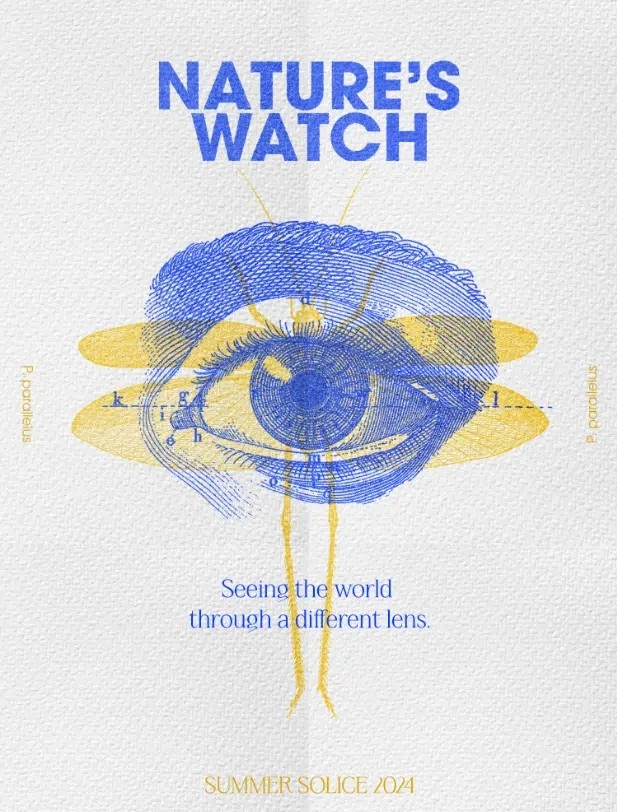 NATURE'S
WATCH
d
k
g
l
i
e
h
m
o
p
P. parallelus
P. parallelus
Seeing the world
through a different lens.
SUMMER SOLICE 2024